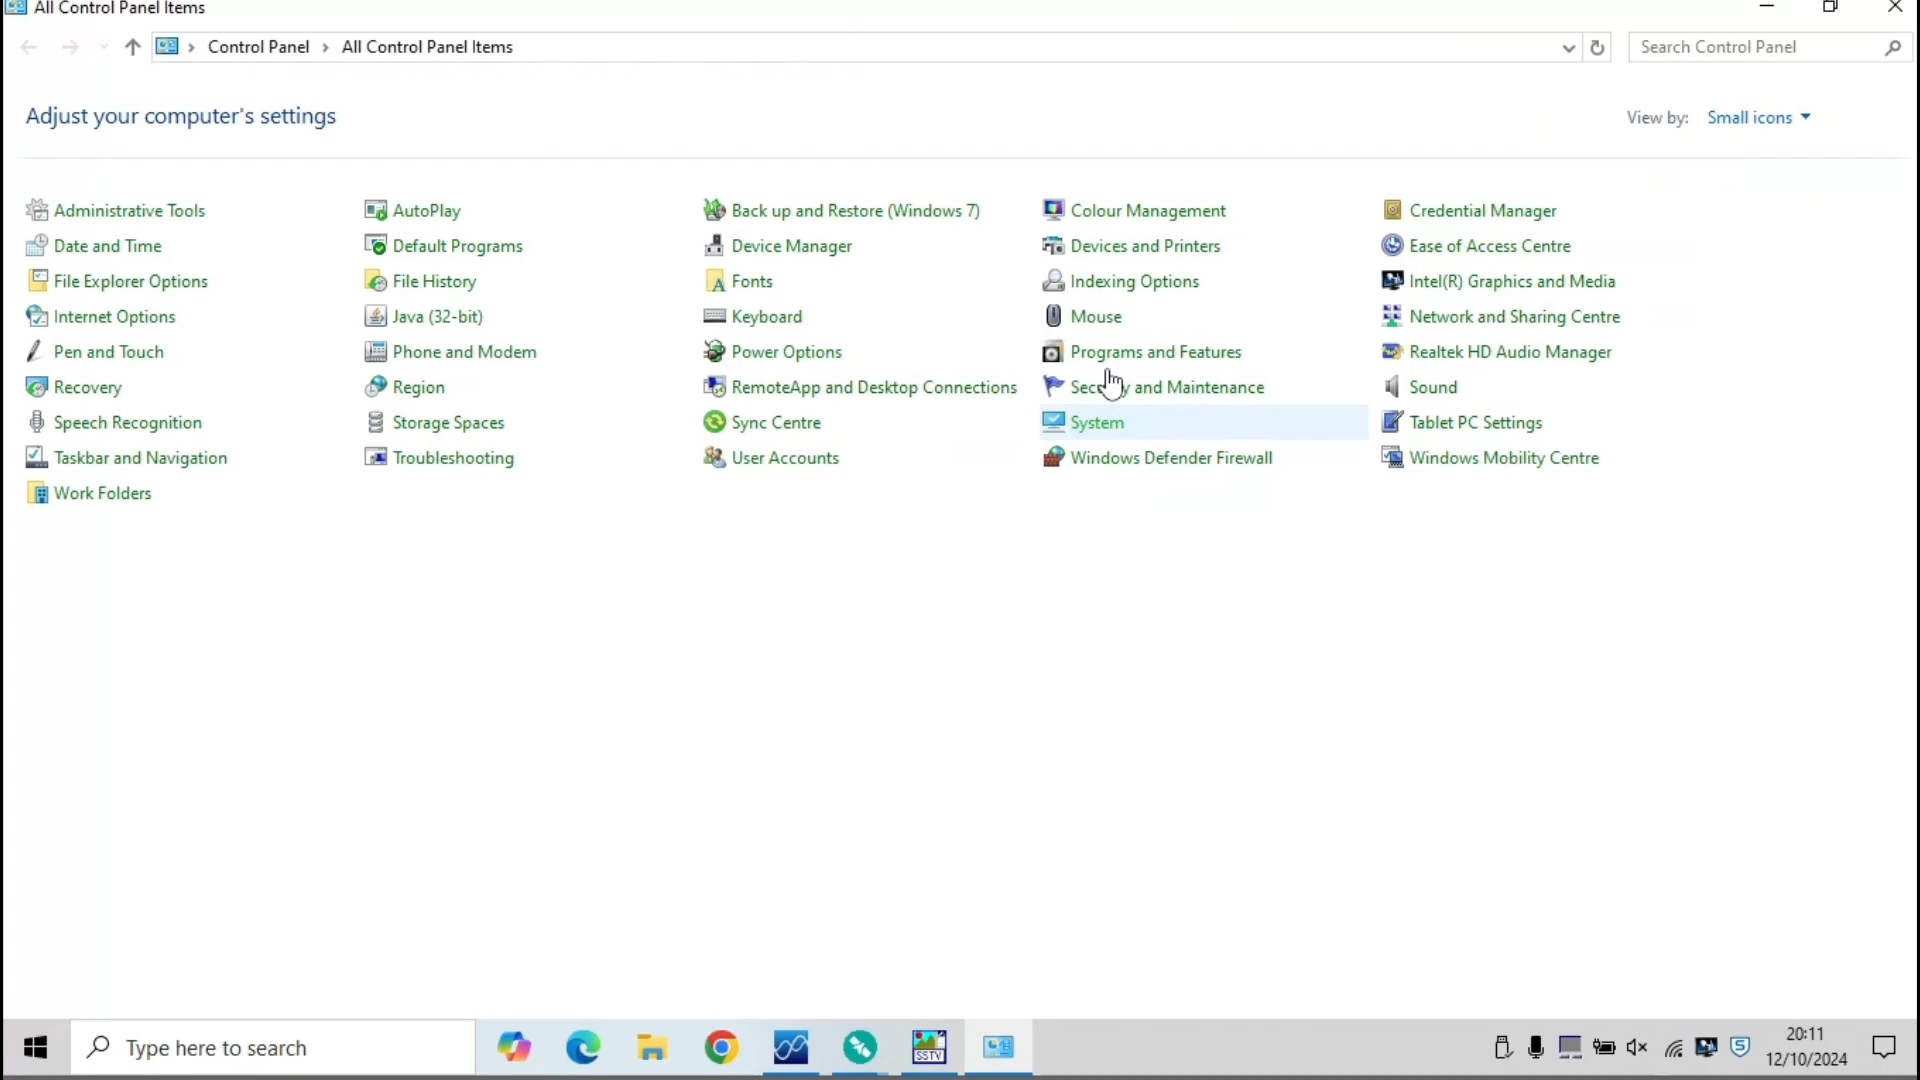 All Control Panel Items
Control Panel > All Control Panel Items
Search Control Panel
Adjust your computer's settings
View by: Small icons
Administrative Tools AutoPlay Back up and Restore (Windows 7) Colour Management Credential Manager
Date and Time Default Programs Device Manager Devices and Printers Ease of Access Centre
File Explorer Options File History Fonts Indexing Options Intel(R) Graphics and Media
Internet Options Java (32-bit) Keyboard Mouse Network and Sharing Centre
Pen and Touch Phone and Modem Power Options Programs and Features Realtek HD Audio Manager
Recovery Region RemoteApp and Desktop Connections Security and Maintenance Sound
Speech Recognition Storage Spaces Sync Centre System Tablet PC Settings
Taskbar and Navigation Troubleshooting User Accounts Windows Defender Firewall Windows Mobility Centre
Work Folders
Type here to search
SSTV
20:11
12/10/2024